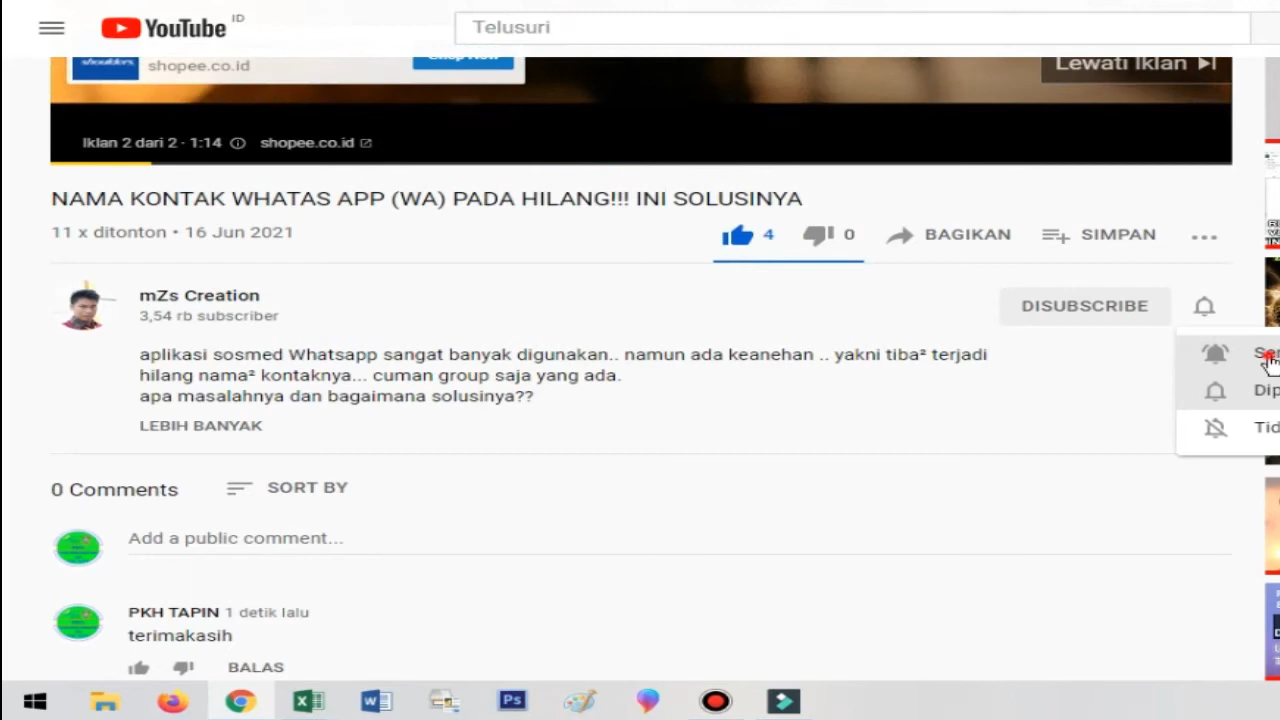 YouTube ID
Telusuri
shopee.co.id
Lewati Iklan
Iklan 2 dari 2 · 1:14
shopee.co.id
NAMA KONTAK WHATAS APP (WA) PADA HILANG!!! INI SOLUSINYA
11 x ditonton • 16 Jun 2021
4
0
BAGIKAN
SIMPAN
mZs Creation
3,54 rb subscriber
DISUBSCRIBE
aplikasi sosmed Whatsapp sangat banyak digunakan.. namun ada keanehan .. yakni tiba² terjadi
hilang nama² kontaknya... cuman group saja yang ada.
apa masalahnya dan bagaimana solusinya??
LEBIH BANYAK
Dip
Tid
0 Comments
SORT BY
Add a public comment...
PKH TAPIN 1 detik lalu
terimakasih
BALAS
Ps